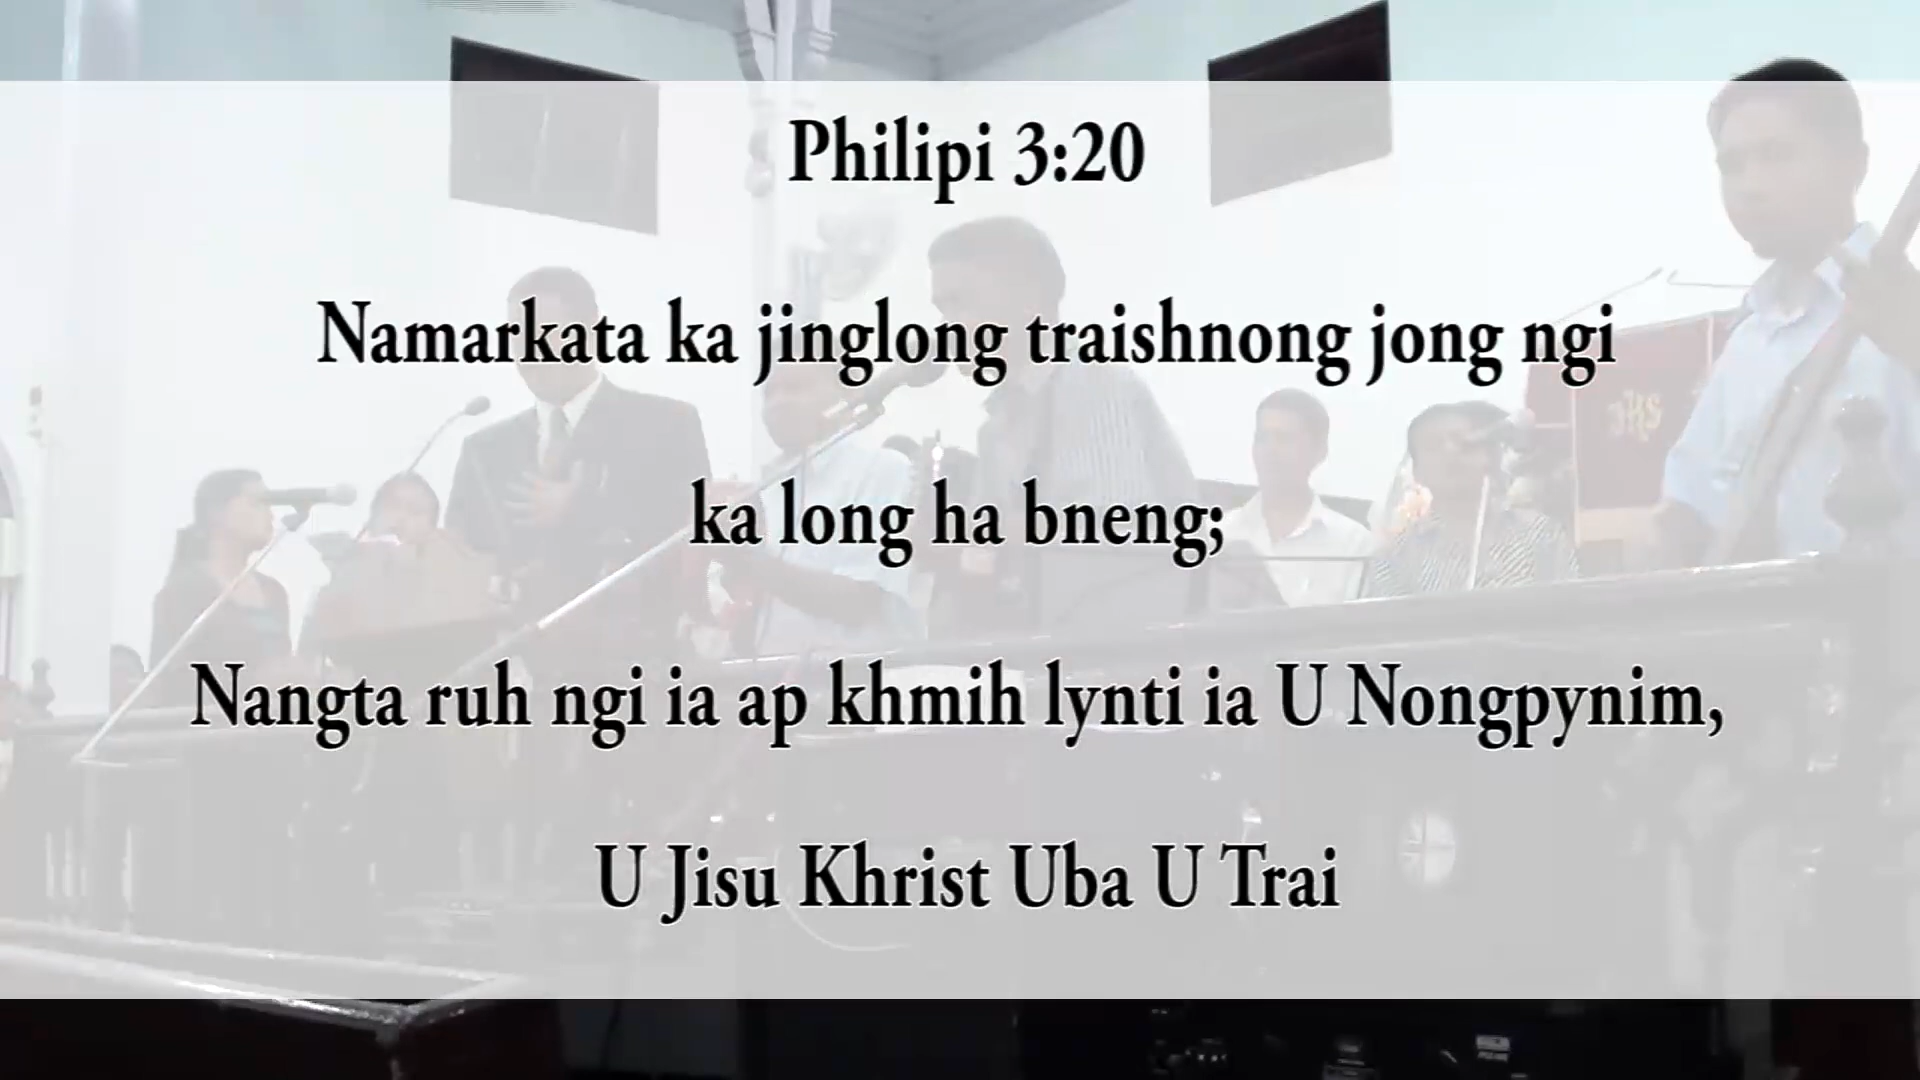 Philipi 3:20
Namarkata ka jinglong traishnong jong ngi
ka long ha bneng;
Nangta ruh ngi ia ap khmih lynti ia U Nongpynim,
U Jisu Khrist Uba U Trai
IHS